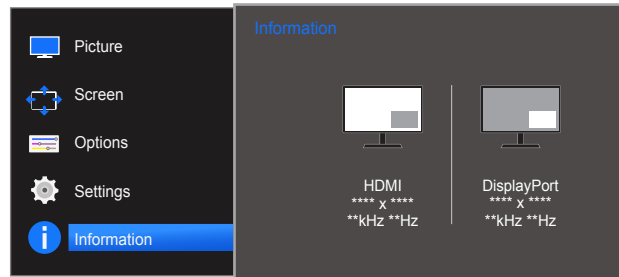 Picture
Screen
Options
Settings
Information
Information
HDMI
**** x ****
**kHz **Hz
DisplayPort
**** x ****
**kHz **Hz